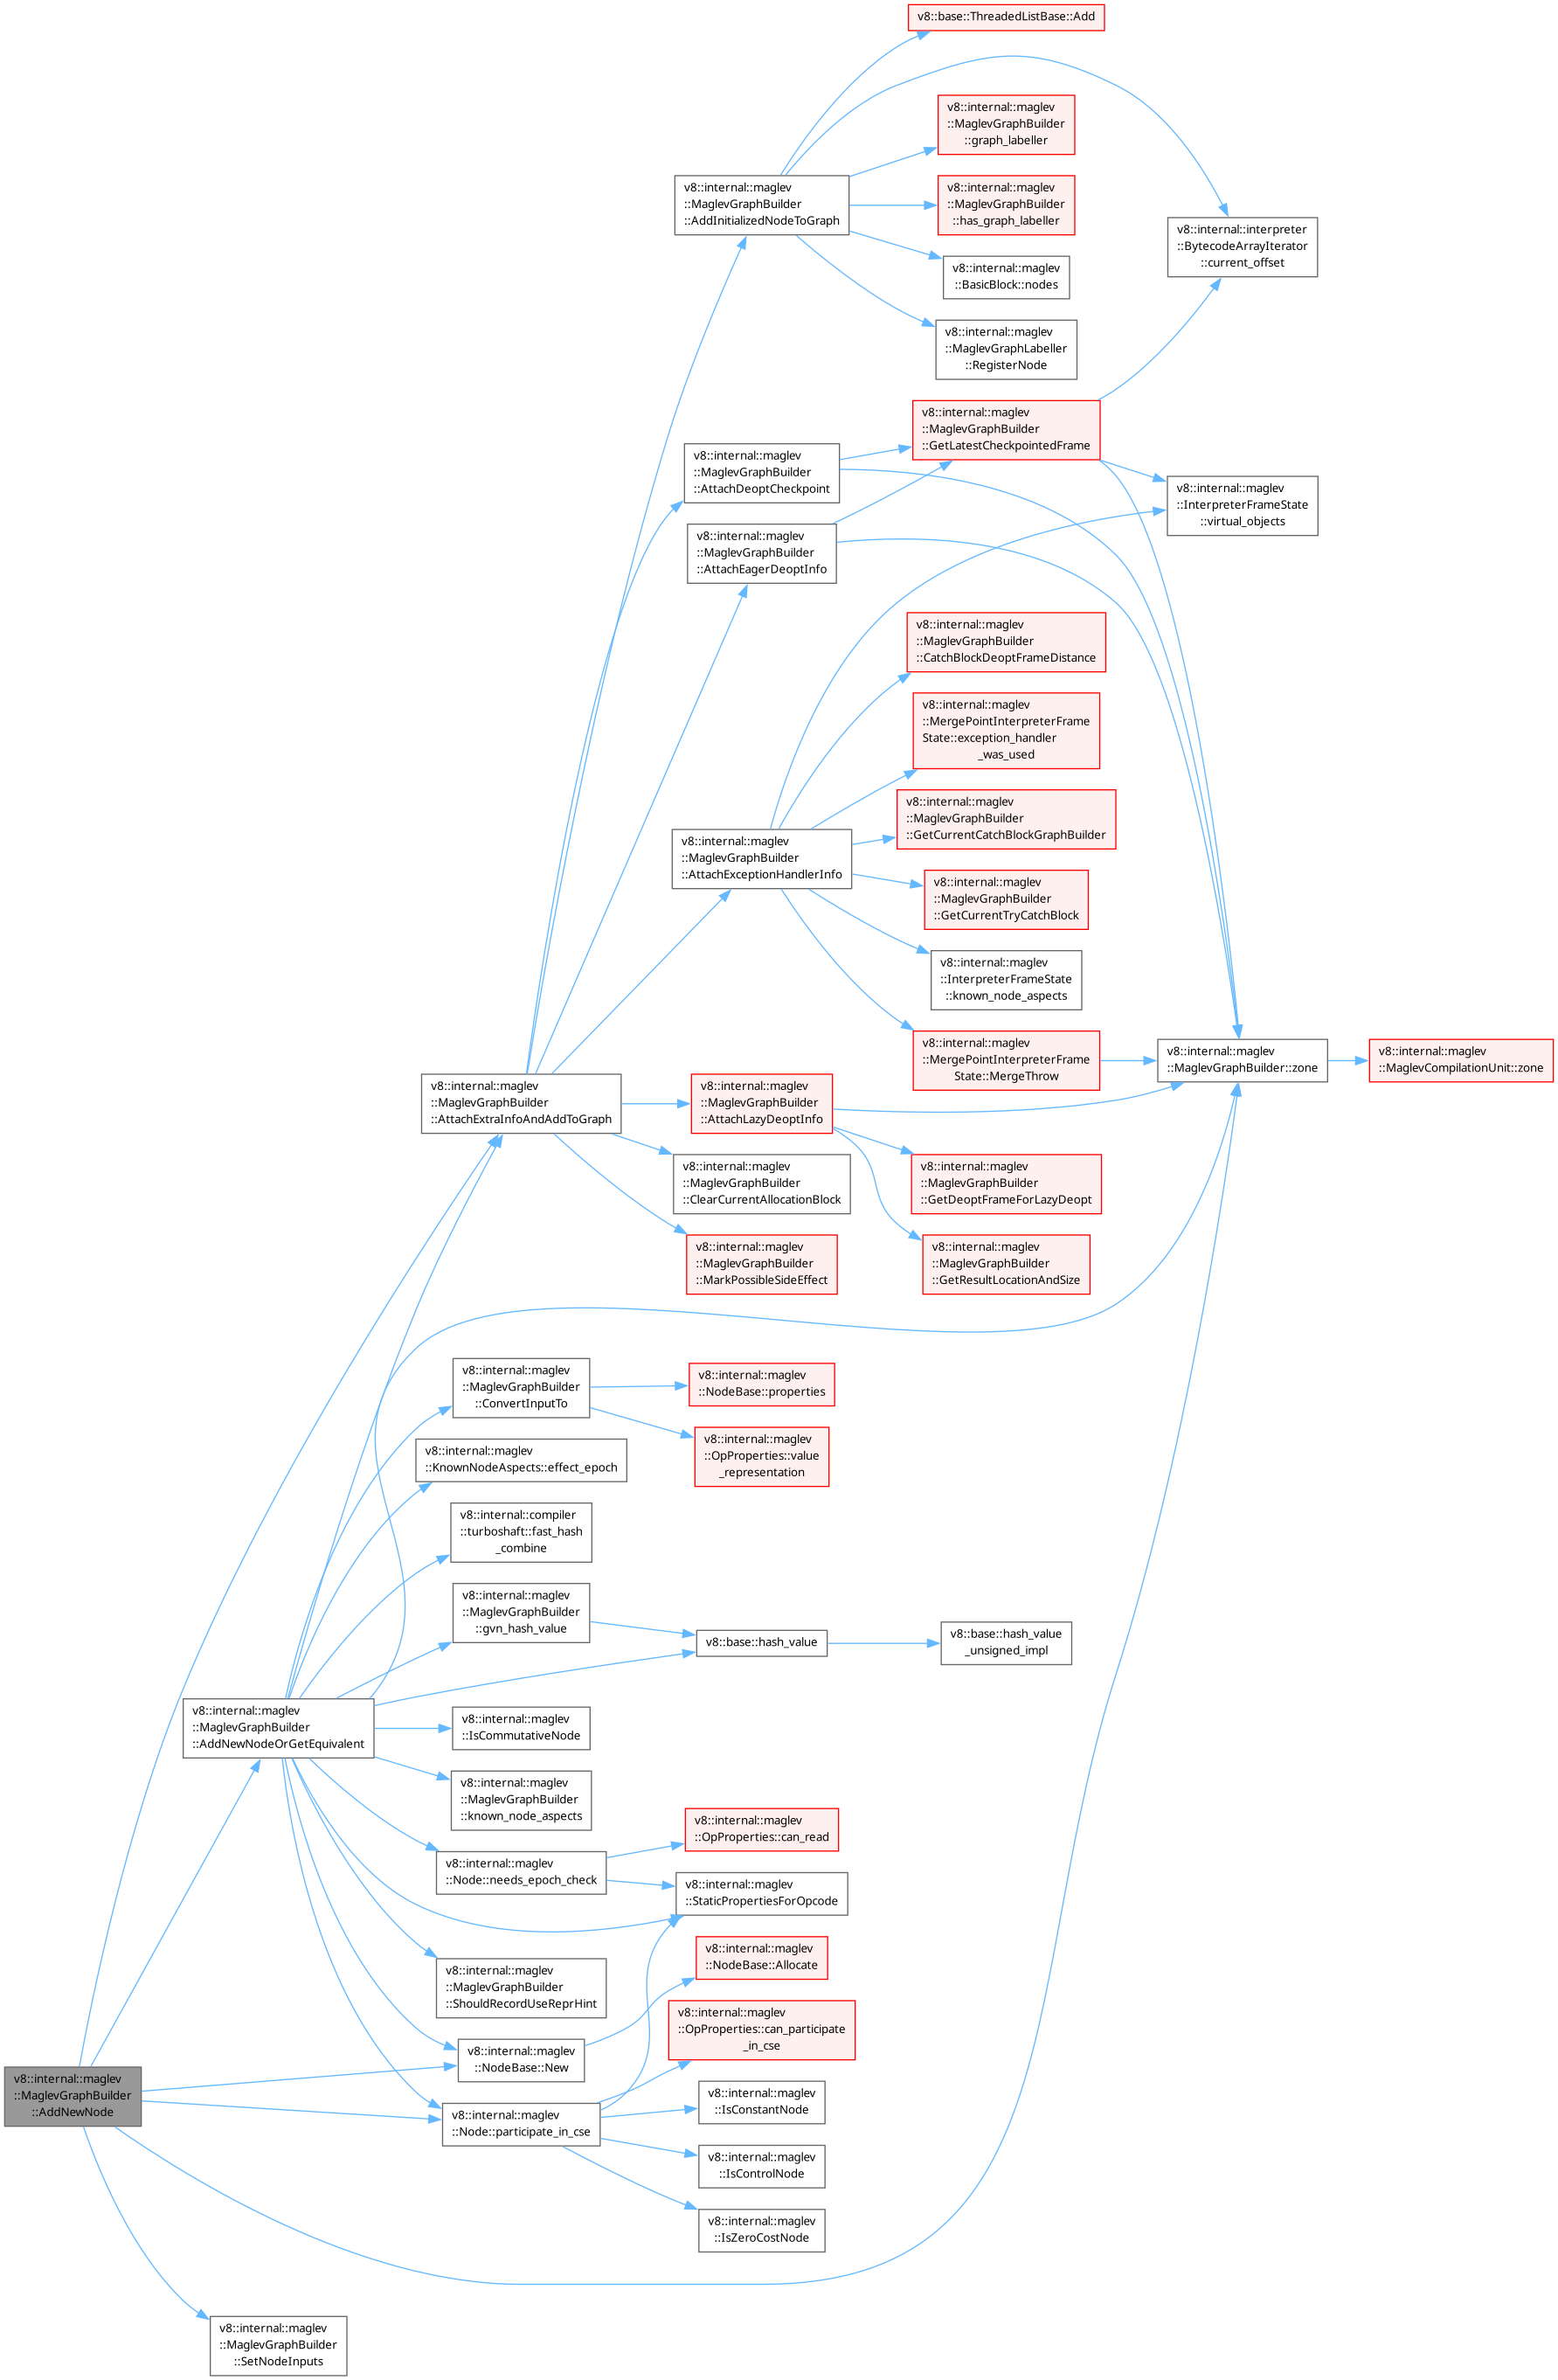 v8::base::ThreadedListBase::Add
v8::internal::maglev
::MaglevGraphBuilder
::graph_labeller
v8::internal::maglev
::MaglevGraphBuilder
::AddInitializedNodeToGraph
v8::internal::maglev
::MaglevGraphBuilder
::has_graph_labeller
v8::internal::interpreter
::BytecodeArrayIterator
::current_offset
v8::internal::maglev
::BasicBlock::nodes
v8::internal::maglev
::MaglevGraphLabeller
::RegisterNode
v8::internal::maglev
::MaglevGraphBuilder
::GetLatestCheckpointedFrame
v8::internal::maglev
::MaglevGraphBuilder
::AttachDeoptCheckpoint
v8::internal::maglev
::InterpreterFrameState
::virtual_objects
v8::internal::maglev
::MaglevGraphBuilder
::AttachEagerDeoptInfo
v8::internal::maglev
::MaglevGraphBuilder
::CatchBlockDeoptFrameDistance
v8::internal::maglev
::MergePointInterpreterFrame
State::exception_handler
_was_used
v8::internal::maglev
::MaglevGraphBuilder
::GetCurrentCatchBlockGraphBuilder
v8::internal::maglev
::MaglevGraphBuilder
::AttachExceptionHandlerInfo
v8::internal::maglev
::MaglevGraphBuilder
::GetCurrentTryCatchBlock
v8::internal::maglev
::InterpreterFrameState
::known_node_aspects
v8::internal::maglev
::MergePointInterpreterFrame
State::MergeThrow
v8::internal::maglev
::MaglevGraphBuilder::zone
v8::internal::maglev
::MaglevCompilationUnit::zone
v8::internal::maglev
::MaglevGraphBuilder
::AttachExtraInfoAndAddToGraph
v8::internal::maglev
::MaglevGraphBuilder
::AttachLazyDeoptInfo
v8::internal::maglev
::MaglevGraphBuilder
::ClearCurrentAllocationBlock
v8::internal::maglev
::MaglevGraphBuilder
::GetDeoptFrameForLazyDeopt
v8::internal::maglev
::MaglevGraphBuilder
::MarkPossibleSideEffect
v8::internal::maglev
::MaglevGraphBuilder
::GetResultLocationAndSize
v8::internal::maglev
::MaglevGraphBuilder
::ConvertInputTo
v8::internal::maglev
::NodeBase::properties
v8::internal::maglev
::KnownNodeAspects::effect_epoch
v8::internal::maglev
::OpProperties::value
_representation
v8::internal::compiler
::turboshaft::fast_hash
_combine
v8::internal::maglev
::MaglevGraphBuilder
::gvn_hash_value
v8::base::hash_value
v8::base::hash_value
_unsigned_impl
v8::internal::maglev
::MaglevGraphBuilder
::AddNewNodeOrGetEquivalent
v8::internal::maglev
::IsCommutativeNode
v8::internal::maglev
::MaglevGraphBuilder
::known_node_aspects
v8::internal::maglev
::OpProperties::can_read
v8::internal::maglev
::Node::needs_epoch_check
v8::internal::maglev
::StaticPropertiesForOpcode
v8::internal::maglev
::NodeBase::Allocate
v8::internal::maglev
::MaglevGraphBuilder
::ShouldRecordUseReprHint
v8::internal::maglev
::OpProperties::can_participate
_in_cse
v8::internal::maglev
::NodeBase::New
v8::internal::maglev
::MaglevGraphBuilder
::AddNewNode
v8::internal::maglev
::IsConstantNode
v8::internal::maglev
::Node::participate_in_cse
v8::internal::maglev
::IsControlNode
v8::internal::maglev
::IsZeroCostNode
v8::internal::maglev
::MaglevGraphBuilder
::SetNodeInputs